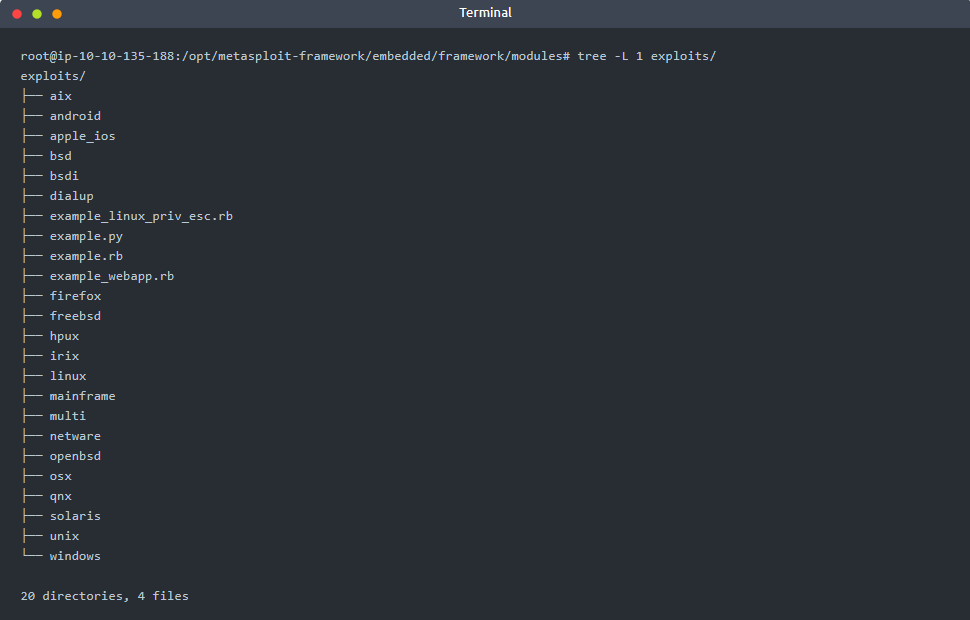 Terminal
root@ip-10-10-135-188:/opt/metasploit-framework/embedded/framework/modules# tree -L 1 exploits/
exploits/
├── aix
├── android
├── apple_ios
├── bsd
├── bsdi
├── dialup
├── example_linux_priv_esc.rb
├── example.py
├── example.rb
├── example_webapp.rb
├── firefox
├── freebsd
├── hpux
├── irix
├── linux
├── mainframe
├── multi
├── netware
├── openbsd
├── osx
├── qnx
├── solaris
├── unix
└── windows
20 directories, 4 files